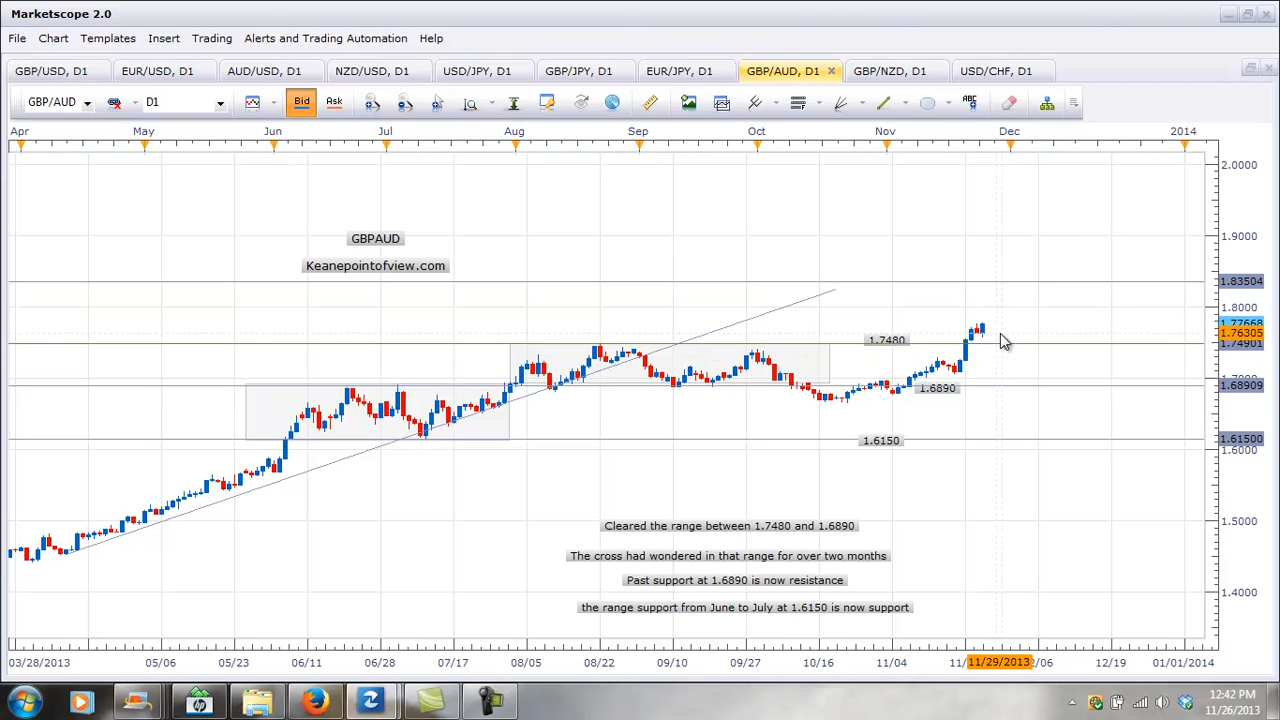 Marketscope 2.0
File Chart Templates Insert Trading Alerts and Trading Automation Help
GBP/USD, D1 EUR/USD, D1 AUD/USD, D1 NZD/USD, D1 USD/JPY, D1 EUR/JPY, D1 GBP/AUD, D1 GBP/NZD, D1 USD/CHF, D1
GBP/AUD D1 Bid Ask
Apr May Jun Jul Aug Sep Oct Nov Dec 2014
2.0000
1.9000
GBPAUD
Keanepointofview.com
1.83504
1.8000
1.77668
1.76305
1.7480
1.74901
1.6890
1.68909
1.6150
1.61500
1.6000
1.5000
Cleared the range between 1.7480 and 1.6890
The cross had wondered in that range for over two months
Past support at 1.6890 is now resistance
1.4000
the range support from June to July at 1.6150 is now support
03/28/2013 05/06 05/23 06/11 06/28 07/17 08/05 08/22 09/10 09/27 10/16 11/04 11/29/2013 01/01/2014 12/19
12:42 PM
11/26/2013